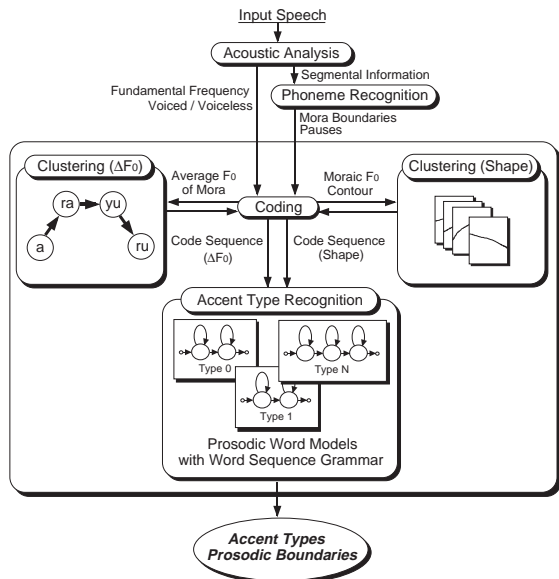 Input Speech
Acoustic Analysis
Segmental Information
Fundamental Frequency
Voiced / Voiceless
Phoneme Recognition
Mora Boundaries
Pauses
Clustering (ΔF0)
Average F0
of Mora
Moraic F0
Contour
Clustering (Shape)
ra
yu
a
ru
Coding
Code Sequence
(ΔF0)
Code Sequence
(Shape)
Accent Type Recognition
Type 0
Type N
Type 1
Prosodic Word Models
with Word Sequence Grammar
Accent Types
Prosodic Boundaries